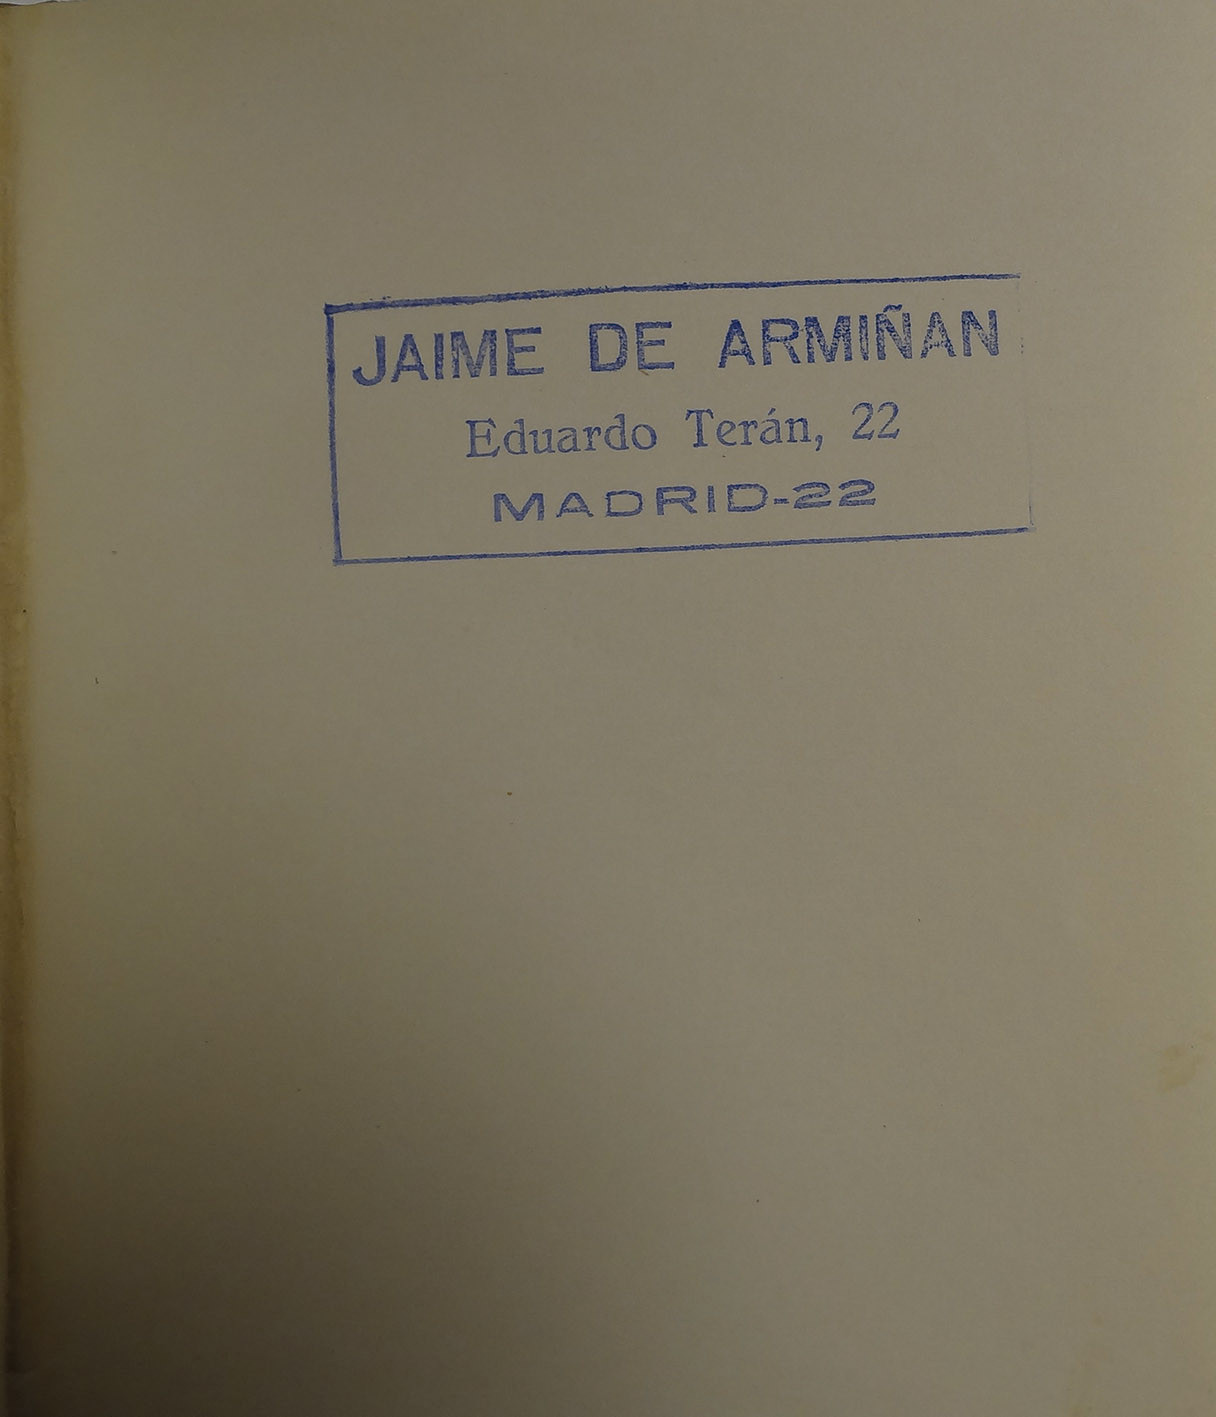 JAIME DE ARMIÑAN
Eduardo Terán, 22
MADRID-22